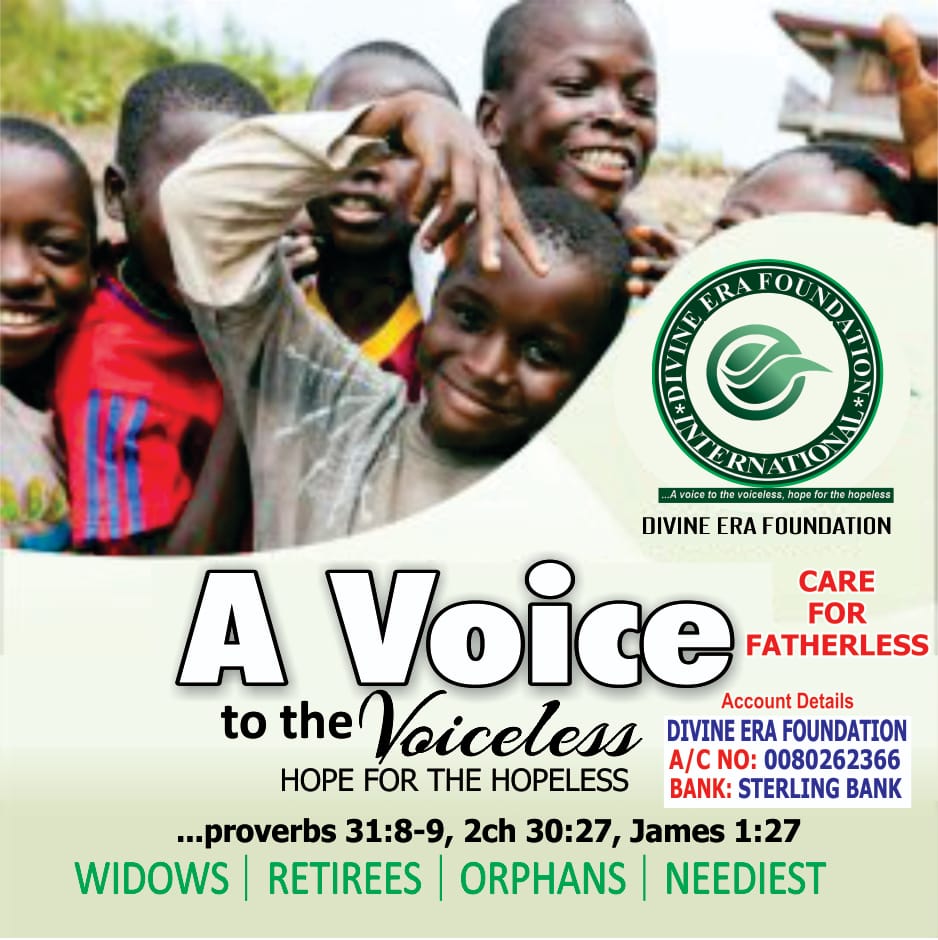 *DIVINE ERA FOUNDATION*
INTERNATIONAL
...A voice to the voiceless, hope for the hopeless
DIVINE ERA FOUNDATION
CARE
FOR
FATHERLESS
A Voice
to the Voiceless
HOPE FOR THE HOPELESS
Account Details
DIVINE ERA FOUNDATION
A/C NO: 0080262366
BANK: STERLING BANK
...proverbs 31:8-9, 2ch 30:27, James 1:27
WIDOWS | RETIREES | ORPHANS | NEEDIEST